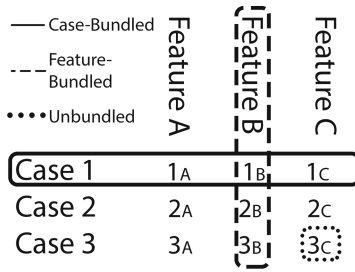 Case-Bundled
Feature-
Bundled
Unbundled
Feature A
Feature B
Feature C
Case 1 1A 1B 1C
Case 2 2A 2B 2C
Case 3 3A 3B 3C